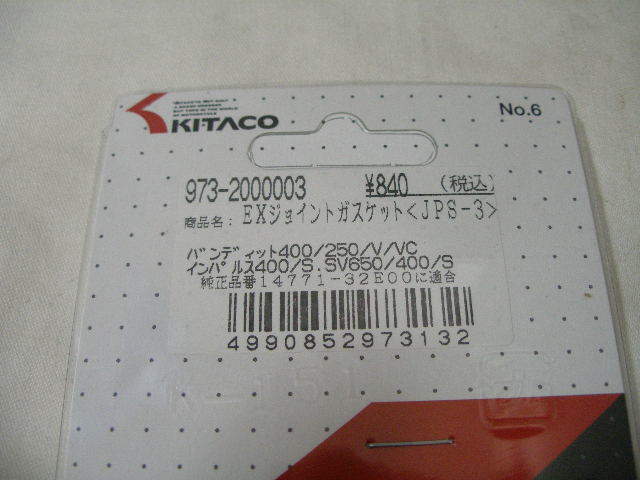 KITACO
No.6
973-2000003 ¥840 (税込)
商品名: EXジョイントガスケット<JPS-3>
バンディット400/250/V/VC
インパルス400/S.SV650/400/S
純正品番14771-32E00に適合
4990852973132